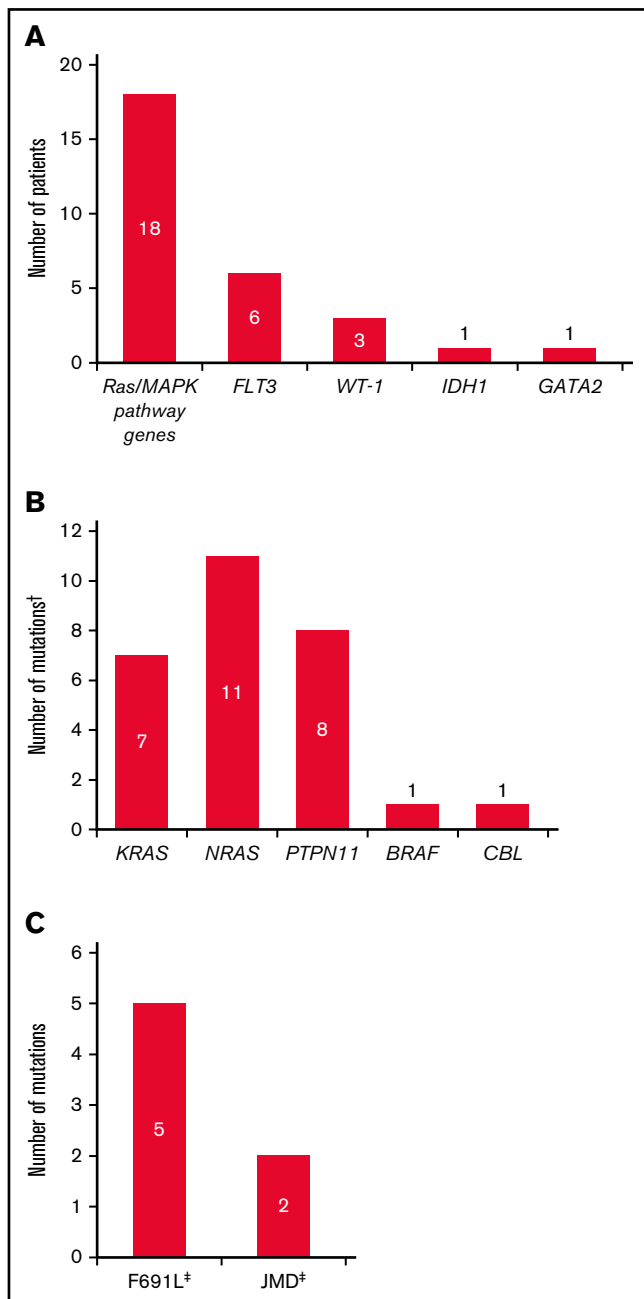 A
Number of patients
20
15
10
5
0
18
6
3
1
1
Ras/MAPK
pathway
genes
FLT3
WT-1
IDH1
GATA2
B
Number of mutations†
12
10
8
6
4
2
0
7
11
8
1
1
KRAS
NRAS
PTPN11
BRAF
CBL
C
Number of mutations
6
5
4
3
2
1
0
5
2
F691L‡
JMD‡